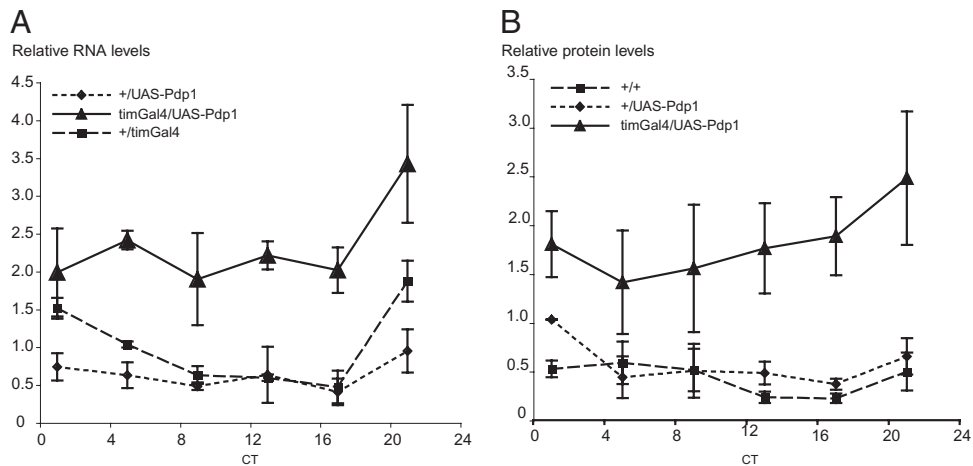 A
Relative RNA levels
4.5
4.0
3.5
3.0
2.5
2.0
1.5
1.0
0.5
0
+/UAS-Pdp1
timGal4/UAS-Pdp1
+/timGal4
0 4 8 12 16 20 24
CT
B
Relative protein levels
3.5
3.0
2.5
2.0
1.5
1.0
0.5
0
+/+
+/UAS-Pdp1
timGal4/UAS-Pdp1
0 4 8 12 16 20 24
CT